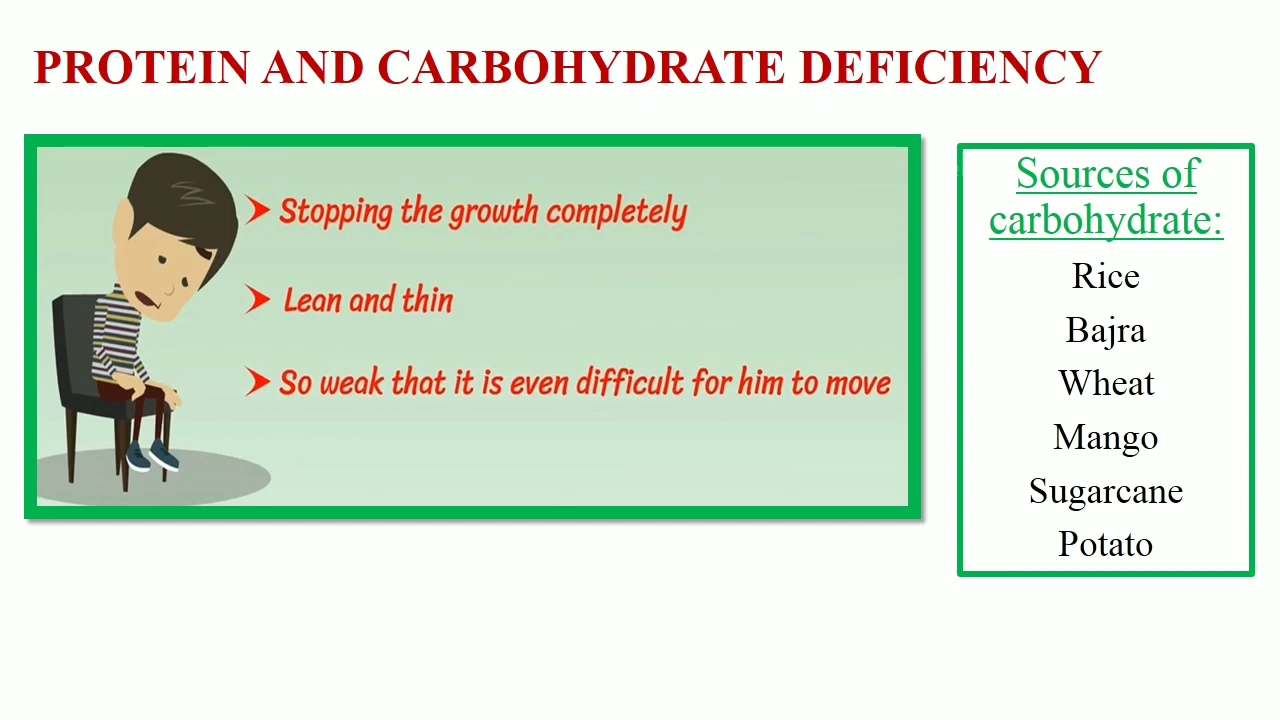 PROTEIN AND CARBOHYDRATE DEFICIENCY
Stopping the growth completely
Lean and thin
So weak that it is even difficult for him to move
Sources of
carbohydrate:
Rice
Bajra
Wheat
Mango
Sugarcane
Potato